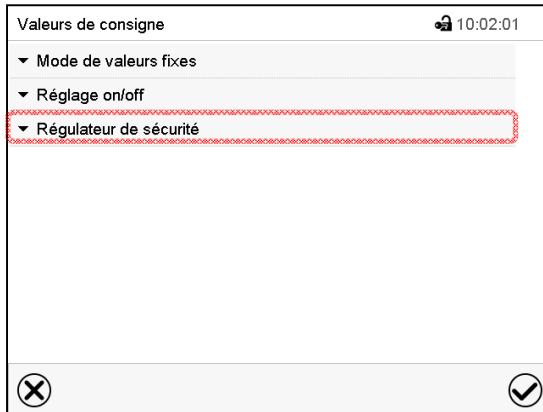 Valeurs de consigne 10:02:01
Mode de valeurs fixes
Réglage on/off
Régulateur de sécurité